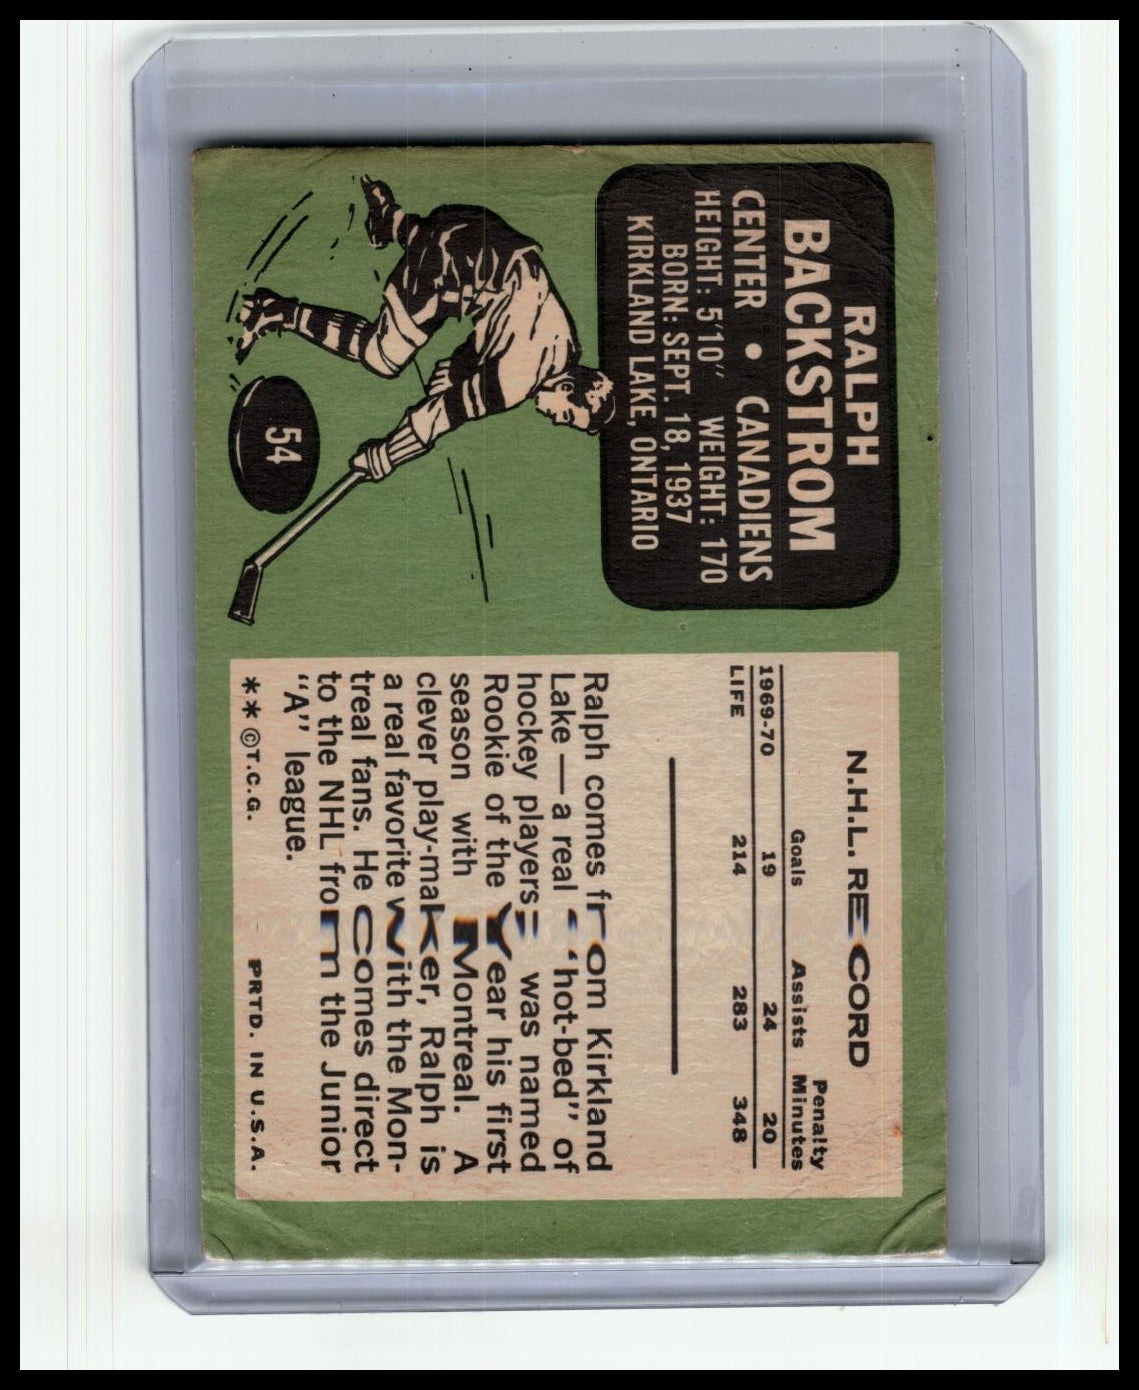 RALPH
BACKSTROM
CENTER • CANADIENS
HEIGHT: 5'10" WEIGHT: 170
BORN: SEPT. 18, 1937
KIRKLAND LAKE, ONTARIO
54
N.H.L. RECORD
Goals Assists Penalty Minutes
1969-70 19 24 20
LIFE 214 283 348
Ralph comes from Kirkland
Lake — a real "hot-bed" of
hockey players — was named
Rookie of the Year his first
season with Montreal. A
clever play-maker, Ralph is
a real favorite with the Mon-
treal fans. He comes direct
to the NHL from the Junior
"A" league.
**©T.C.G. PRTD. IN U.S.A.